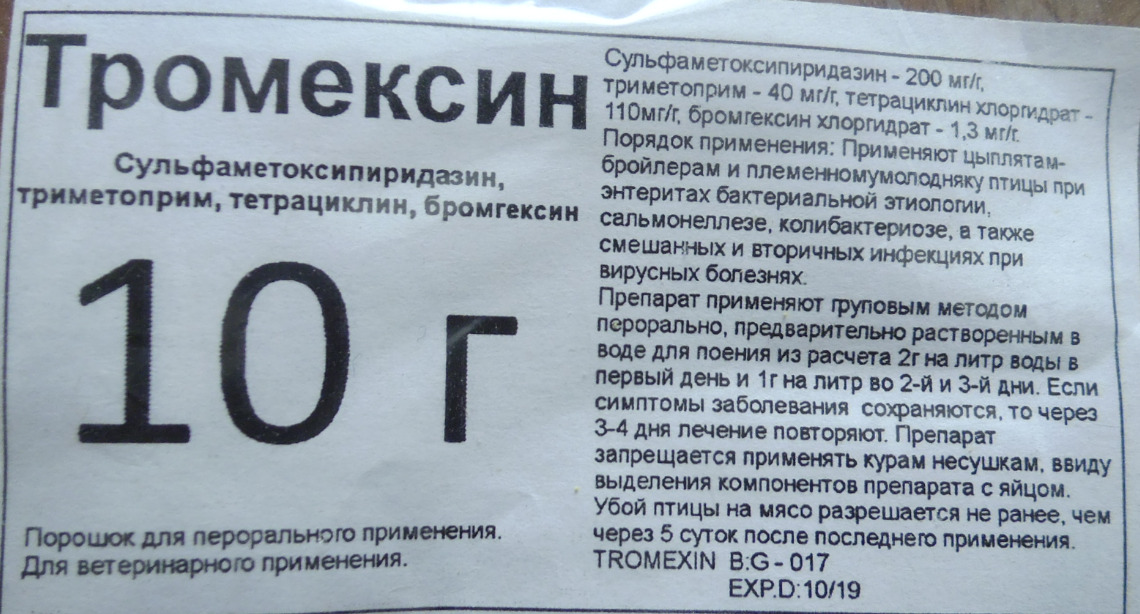 Тромексин
Сульфаметоксипиридазин,
триметоприм, тетрациклин, бромгексин
10 г
Порошок для перорального применения.
Для ветеринарного применения.
Сульфаметоксипиридазин - 200 мг/г,
триметоприм - 40 мг/г, тетрациклин хлоргидрат -
110мг/г, бромгексин хлоргидрат - 1,3 мг/г.
Порядок применения: Применяют цыплятам-
бройлерам и племенномумолодняку птицы при
энтеритах бактериальной этиологии,
сальмонеллезе, колибактериозе, а также
смешанных и вторичных инфекциях при
вирусных болезнях.
Препарат применяют груповым методом
перорально, предварительно растворенным в
воде для поения из расчета 2г на литр воды в
первый день и 1г на литр во 2-й и 3-й дни. Если
симптомы заболевания сохраняются, то через
3-4 дня лечение повторяют. Препарат
запрещается применять курам несушкам, ввиду
выделения компонентов препарата с яйцом.
Убой птицы на мясо разрешается не ранее, чем
через 5 суток после последнего применения.
TROMEXIN B:G - 017
EXP.D:10/19